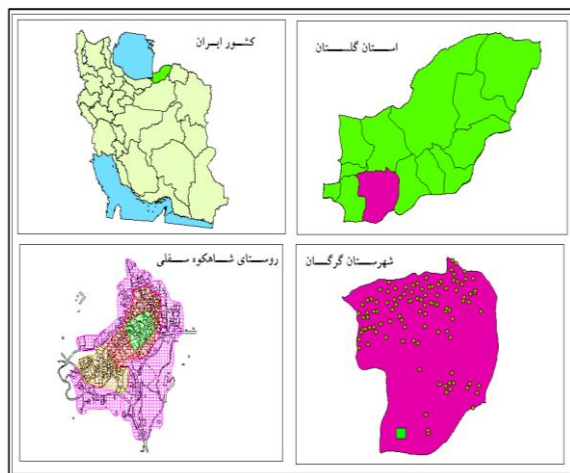 کشور ایران
استان گلستان
روستای شاهکوه سفلی
شهرستان گرگان